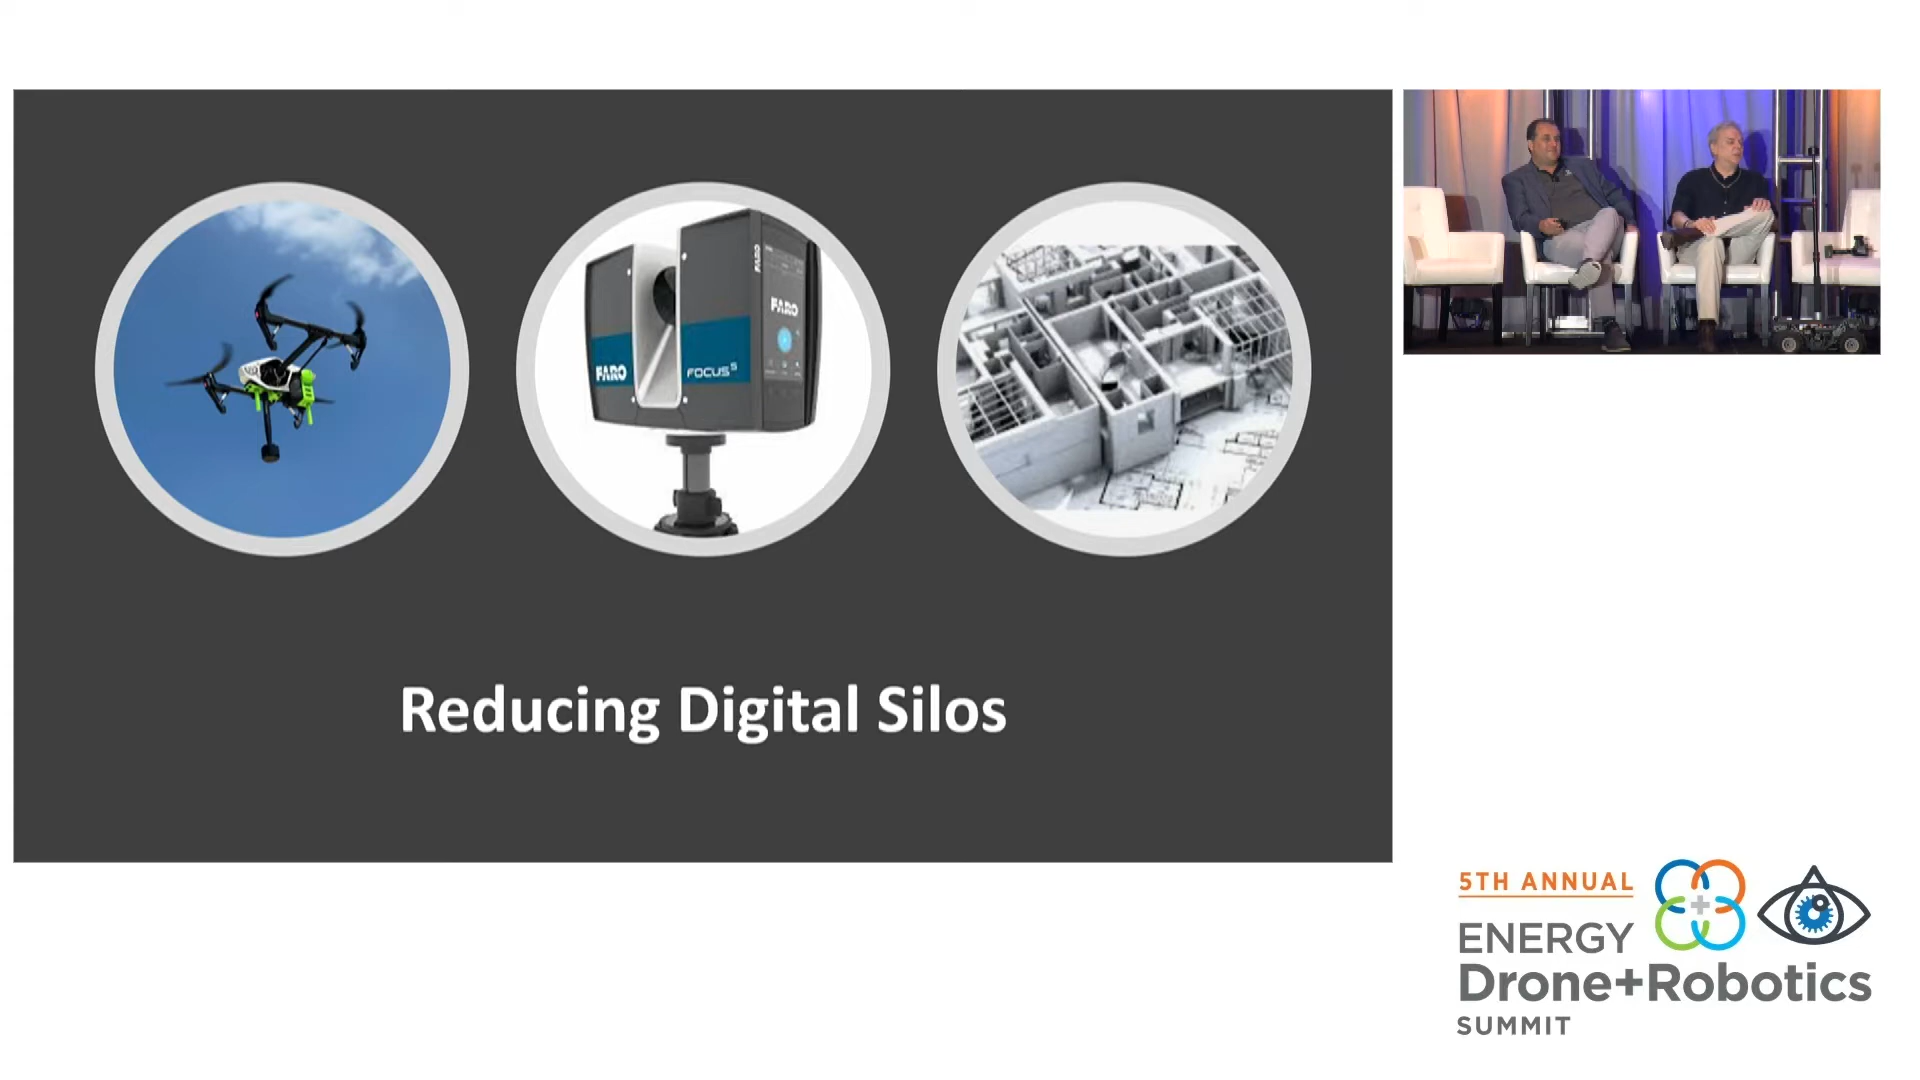 FARO
FARO
FARO
FOCUS S
Reducing Digital Silos
5TH ANNUAL
ENERGY
Drone+Robotics
SUMMIT